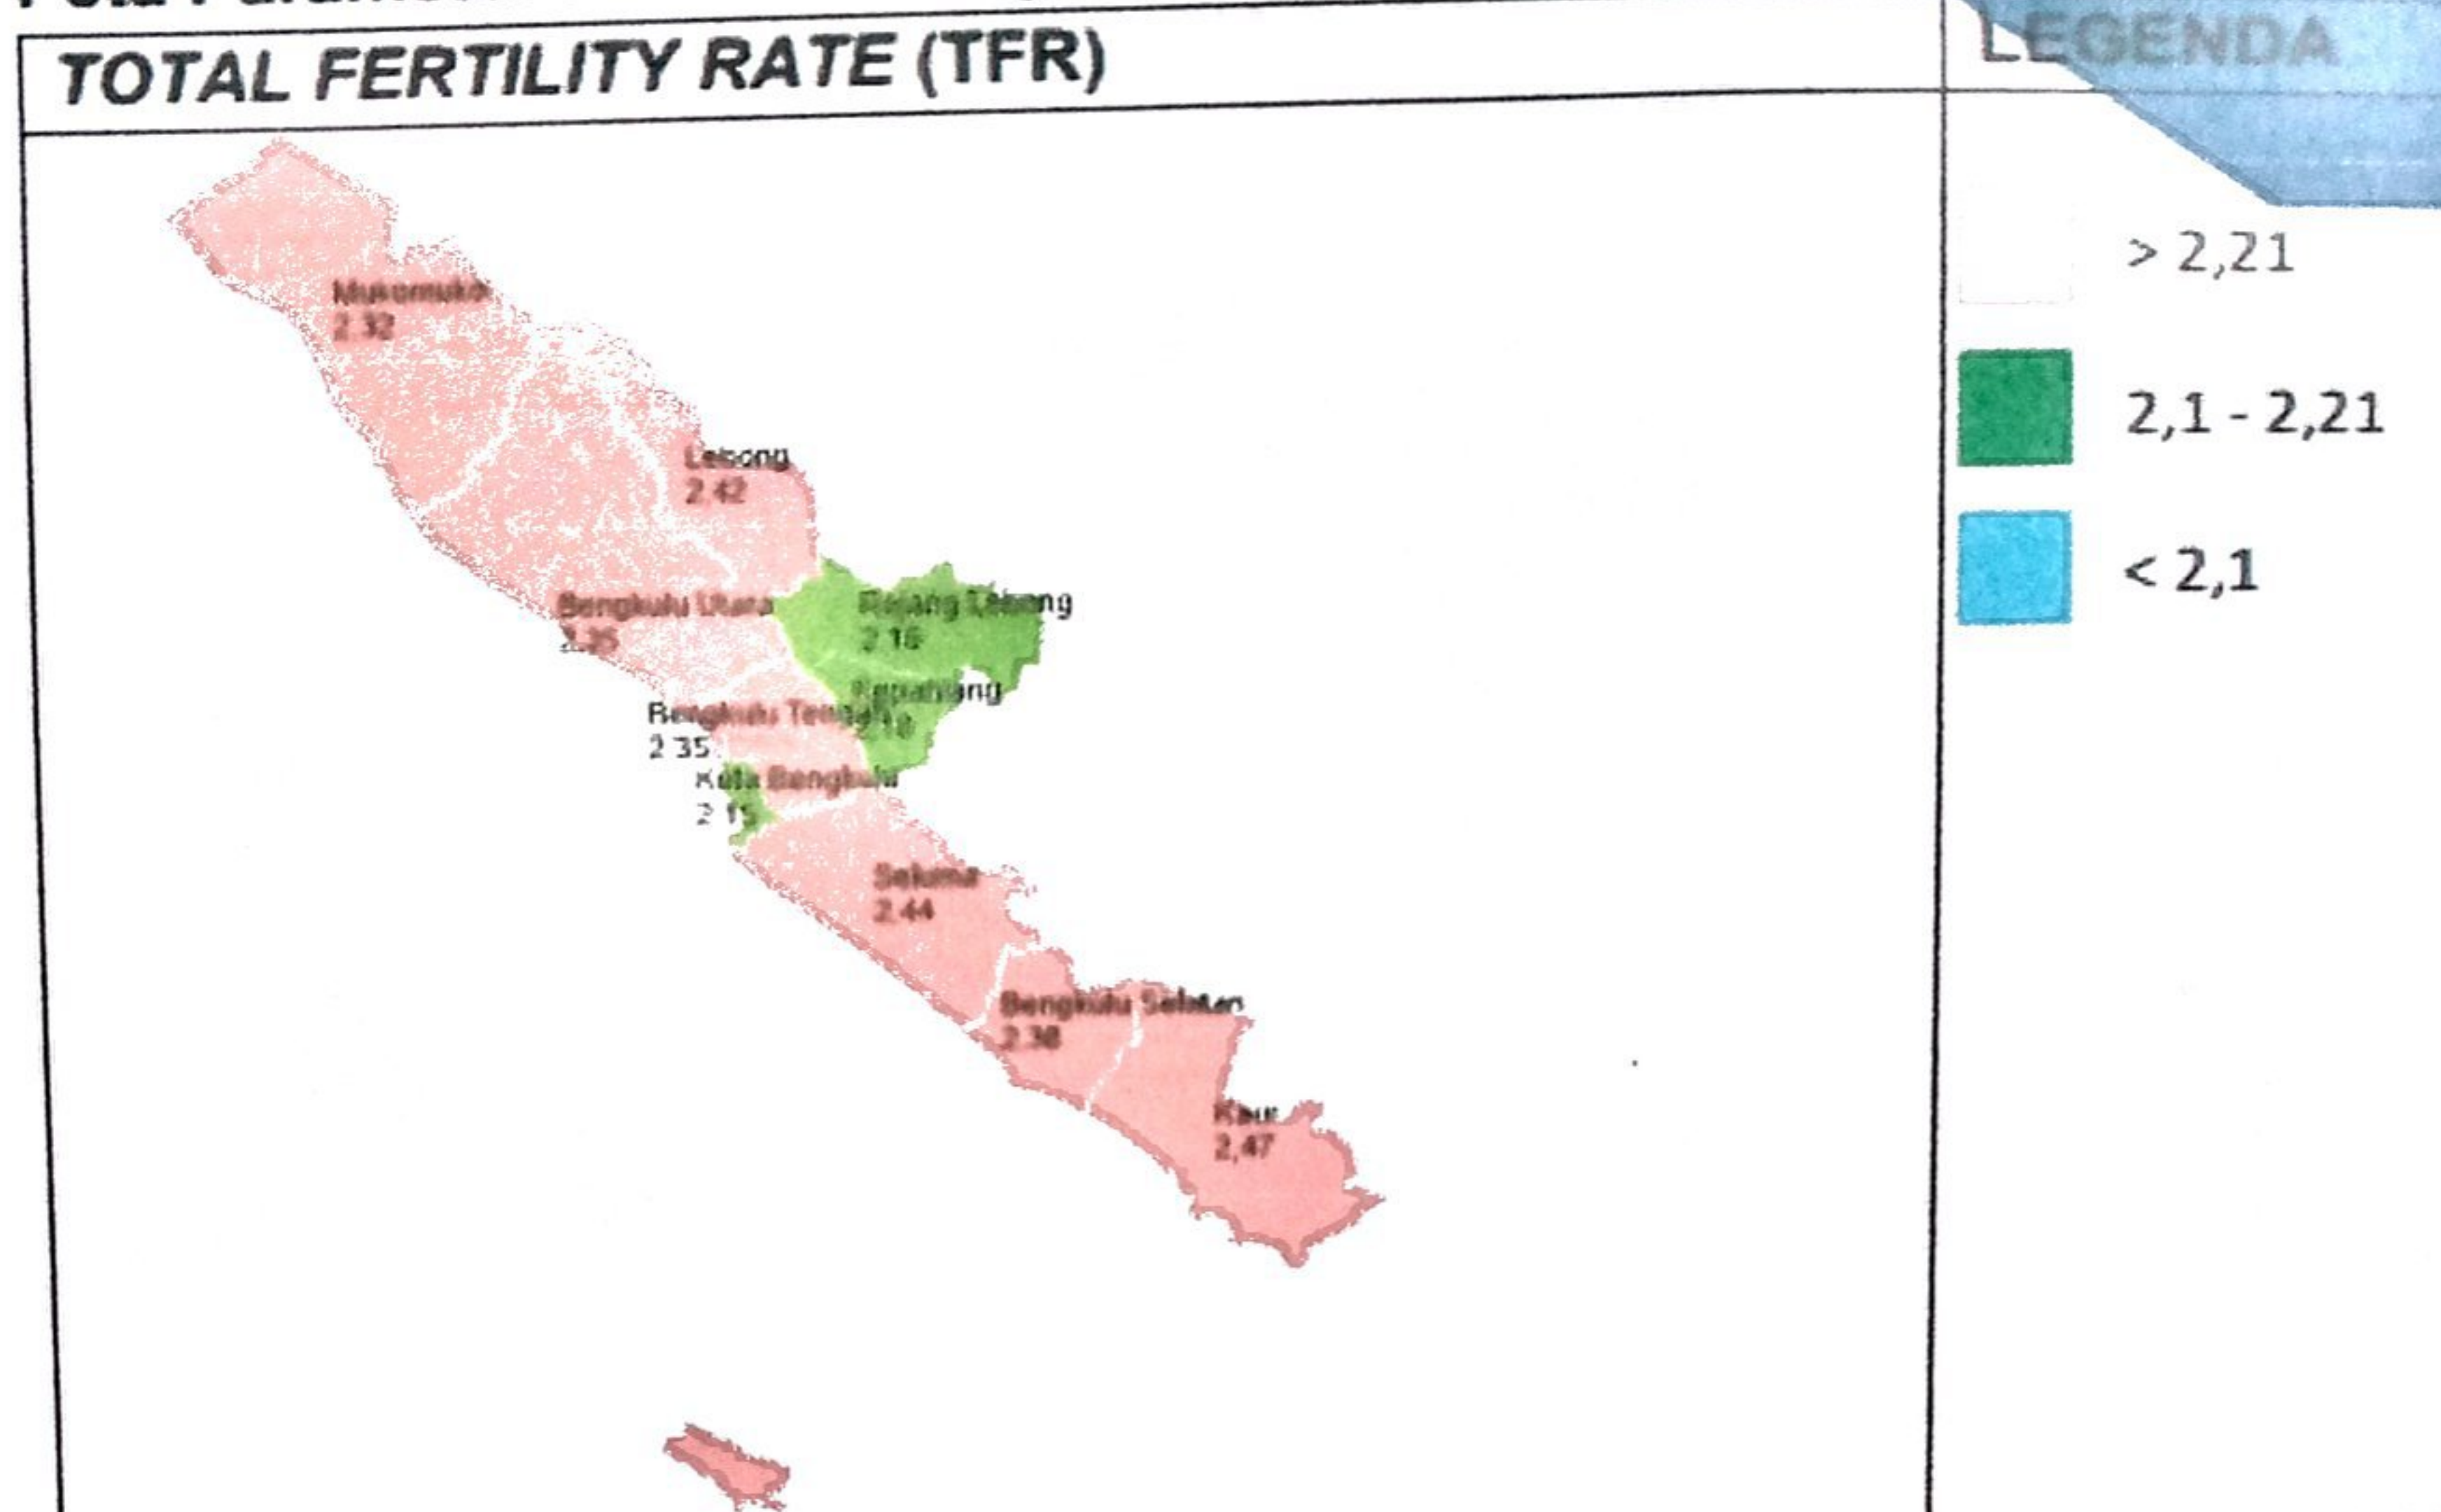 TOTAL FERTILITY RATE (TFR)
LEGENDA
> 2,21
2,1 - 2,21
< 2,1
Mukomuko
2.32
Lebong
2.42
Bengkulu Utara
Rejang Lebong
2.16
Kepahiang
Bengkulu Tengah
2.35
Kota Bengkulu
2.15
Seluma
2.44
Bengkulu Selatan
2.38
Kaur
2,47